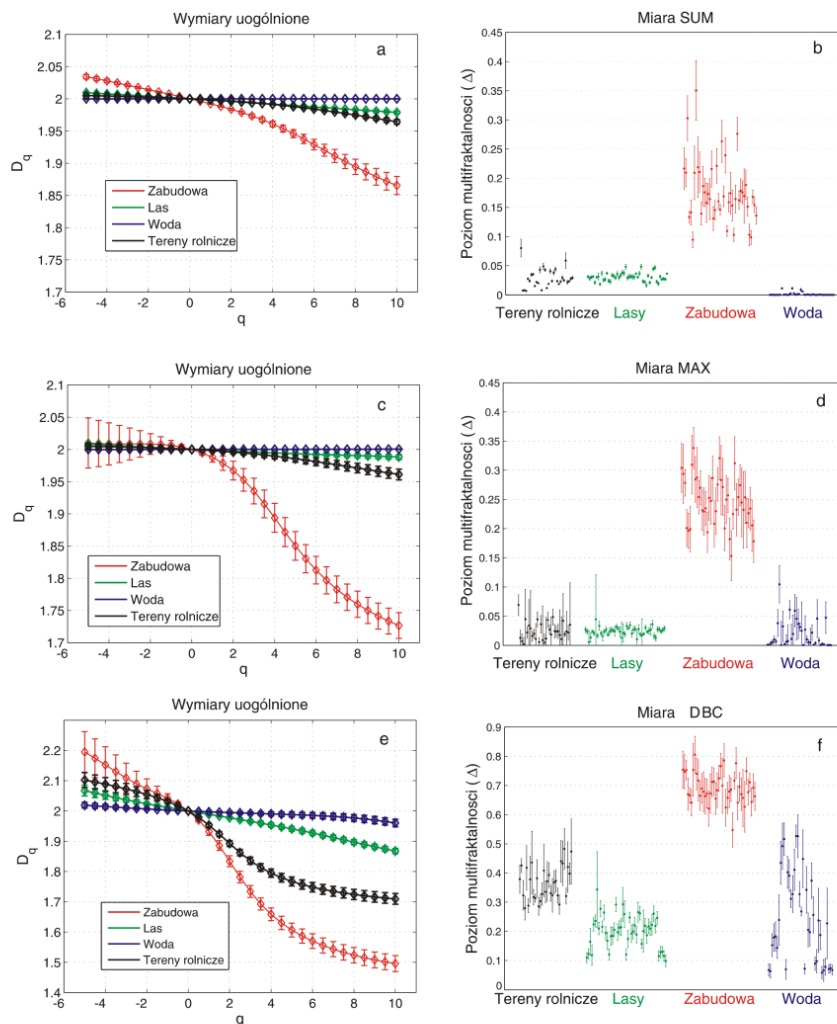 Wymiary uogólnione
a
2.1
2.05
2
1.95
1.9
1.85
1.8
1.75
1.7
D_q
Zabudowa
Las
Woda
Tereny rolnicze
-6 -4 -2 0 2 4 6 8 10
q
Miara SUM
b
0.45
0.4
0.35
0.3
0.25
0.2
0.15
0.1
0.05
0
Poziom multifraktalnosci (Δ)
Tereny rolnicze Lasy Zabudowa Woda
Wymiary uogólnione
c
2.1
2.05
2
1.95
1.9
1.85
1.8
1.75
1.7
D_q
Zabudowa
Las
Woda
Tereny rolnicze
-6 -4 -2 0 2 4 6 8 10
q
Miara MAX
d
0.45
0.4
0.35
0.3
0.25
0.2
0.15
0.1
0.05
0
Poziom multifraktalnosci (Δ)
Tereny rolnicze Lasy Zabudowa Woda
Wymiary uogólnione
e
2.2
2.1
2
1.9
1.8
1.7
1.6
1.5
1.4
D_q
Zabudowa
Las
Woda
Tereny rolnicze
-6 -4 -2 0 2 4 6 8 10
q
Miara DBC
f
0.9
0.8
0.7
0.6
0.5
0.4
0.3
0.2
0.1
0
Poziom multifraktalnosci (Δ)
Tereny rolnicze Lasy Zabudowa Woda